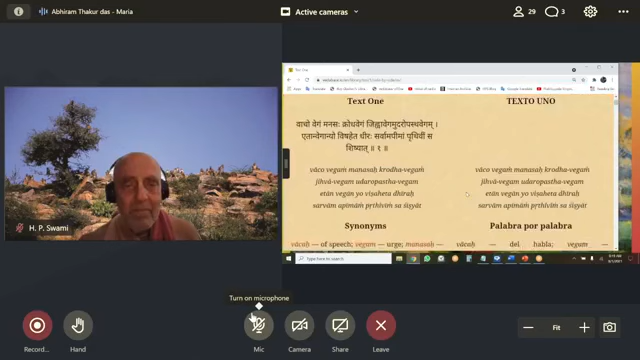 Abhiram Thakur das - Maria
Active cameras
29
3
Text One
TEXTO UNO
वाचो वेगं मनसः क्रोधवेगं जिह्वावेगमुदरोपस्थवेगम् ।
एतान्वेगान्यो विषहेत धीरः सर्वामपीमां पृथिवीं स
शिष्यात् ॥ १ ॥
vāco vegaṁ manasaḥ krodha-vegaṁ
jihvā-vegam udaropastha-vegam
etān vegān yo viṣaheta dhīraḥ
sarvām apīmāṁ pṛthivīṁ sa śiṣyāt
vāco vegaṁ manasaḥ krodha-vegaṁ
jihvā-vegam udaropastha-vegam
etān vegān yo viṣaheta dhīraḥ
sarvām apīmāṁ pṛthivīṁ sa śiṣyāt
Synonyms
Palabra por palabra
vācaḥ — of speech; vegam — urge; manasaḥ
vācaḥ — del habla; vegam —
H. P. Swami
Type here to search
Turn on microphone
Record...
Hand
Mic
Camera
Share
Leave
Fit